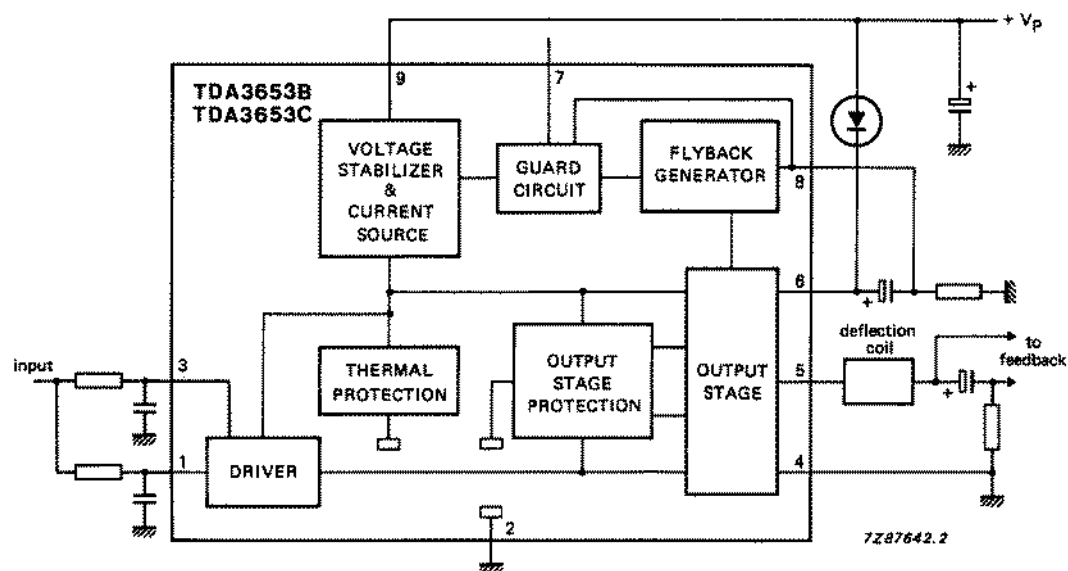 + Vp
9
7
TDA3653B
TDA3653C
+
VOLTAGE
STABILIZER
&
CURRENT
SOURCE
GUARD
CIRCUIT
FLYBACK
GENERATOR
8
6
+
deflection
coil
to
feedback
input
3
THERMAL
PROTECTION
OUTPUT
STAGE
PROTECTION
OUTPUT
STAGE
5
+
1
DRIVER
4
2
7Z87642.2